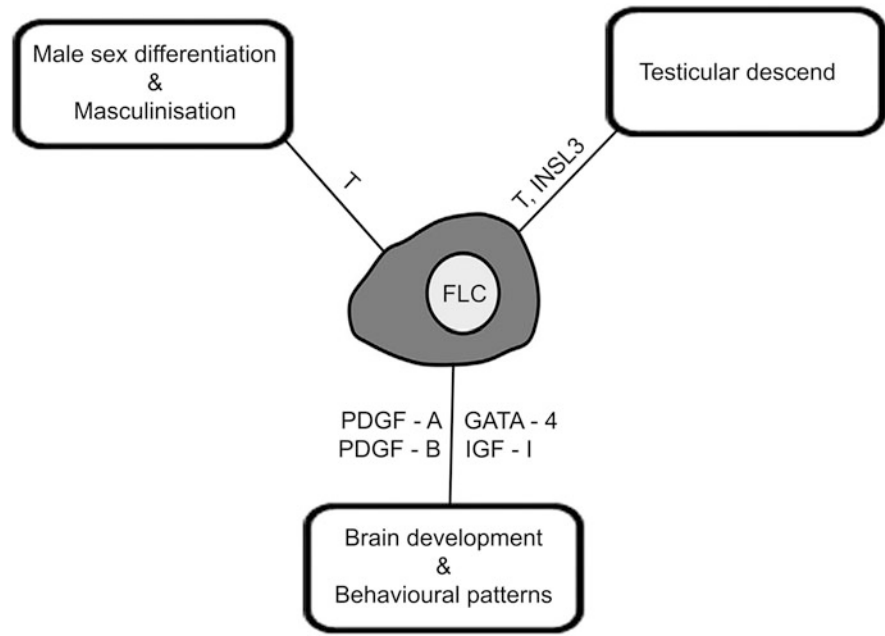 Male sex differentiation
&
Masculinisation
Testicular descend
T
T, INSL3
FLC
PDGF - A GATA - 4
PDGF - B IGF - I
Brain development
&
Behavioural patterns